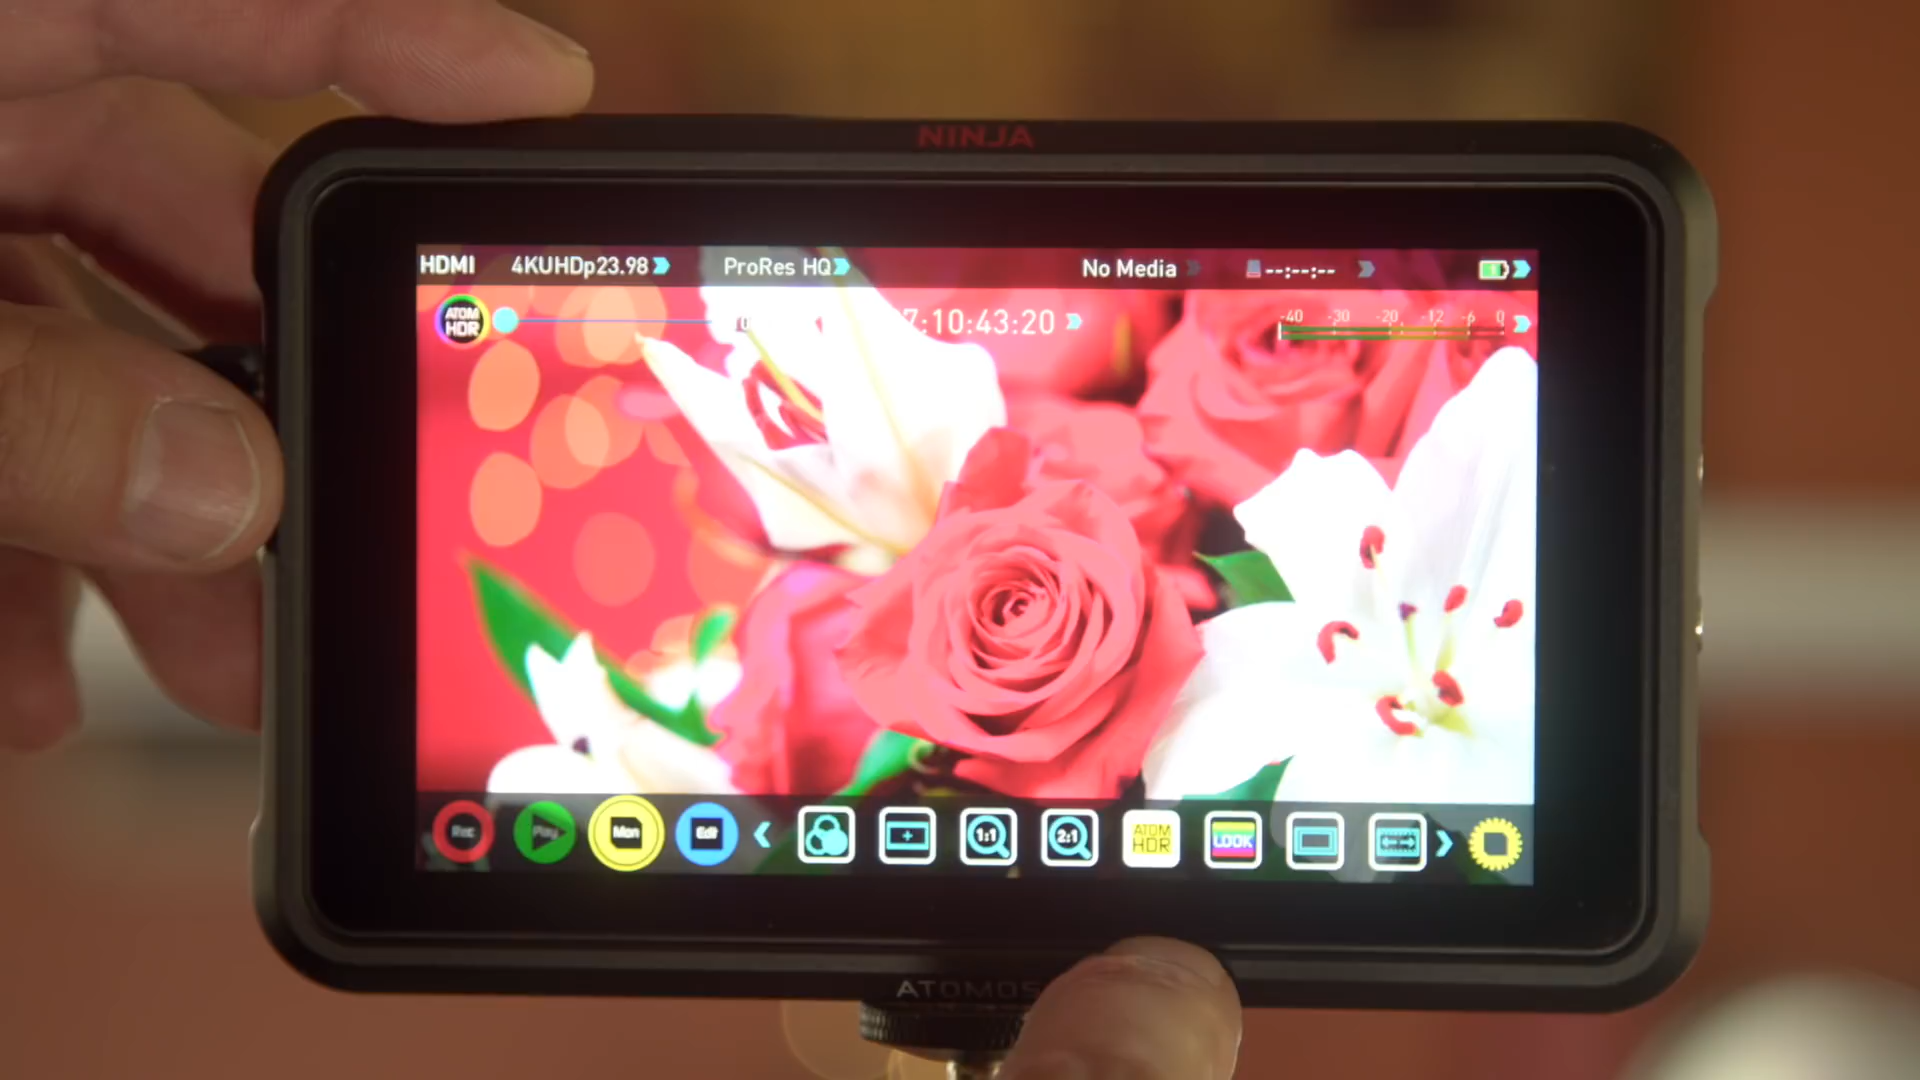 NINJA
HDMI 4KUHDp23.98 ProRes HQ No Media --:--:--
ATOM HDR 7:10:43:20 -40 -30 -20 -12 -6 0
Rec Play Mon Edit 1:1 2:1 ATOM HDR LOOK
ATOMOS